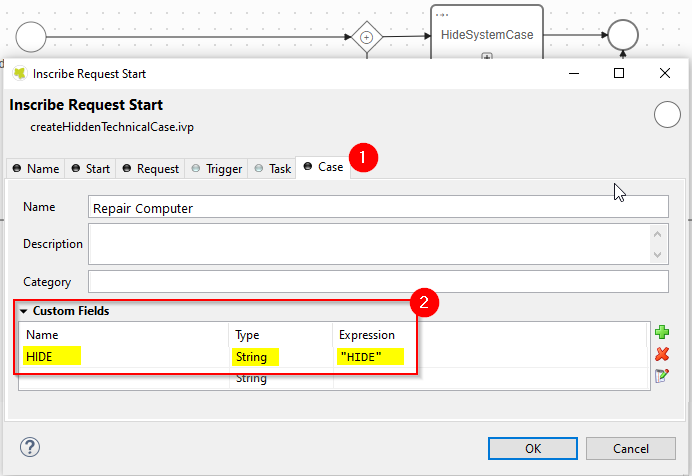 HideSystemCase
Inscribe Request Start
Inscribe Request Start
createHiddenTechnicalCase.ivp
Name Start Request Trigger Task Case 1
Name Repair Computer
Description
Category
2
Custom Fields
Name Type Expression
HIDE String "HIDE"
String
OK Cancel